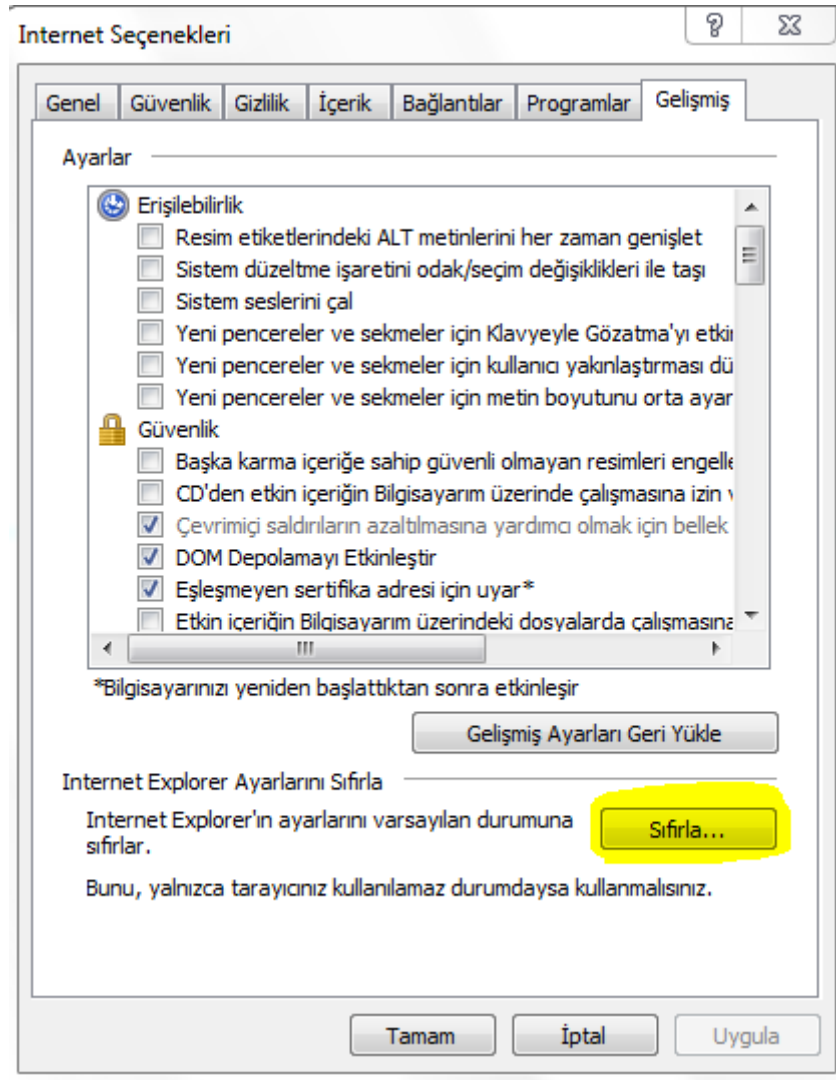 Internet Seçenekleri
Genel Güvenlik Gizlilik İçerik Bağlantılar Programlar Gelişmiş
Ayarlar
Erişilebilirlik
Resim etiketlerindeki ALT metinlerini her zaman genişlet
Sistem düzeltme işaretini odak/seçim değişiklikleri ile taşı
Sistem seslerini çal
Yeni pencereler ve sekmeler için Klavyeyle Gözatma'yı etki
Yeni pencereler ve sekmeler için kullanıcı yakınlaştırması dü
Yeni pencereler ve sekmeler için metin boyutunu orta ayar
Güvenlik
Başka karma içeriğe sahip güvenli olmayan resimleri engelle
CD'den etkin içeriğin Bilgisayarım üzerinde çalışmasına izin v
Çevrimiçi saldırıların azaltılmasına yardımcı olmak için bellek
DOM Depolamayı Etkinleştir
Eşleşmeyen sertifika adresi için uyar*
Etkin içeriğin Bilgisayarım üzerindeki dosyalarda çalışmasına
*Bilgisayarınızı yeniden başlattıktan sonra etkinleşir
Gelişmiş Ayarları Geri Yükle
Internet Explorer Ayarlarını Sıfırla
Internet Explorer'ın ayarlarını varsayılan durumuna
sıfırlar.
Sıfırla...
Bunu, yalnızca tarayıcınız kullanılamaz durumdaysa kullanmalısınız.
Tamam İptal Uygula